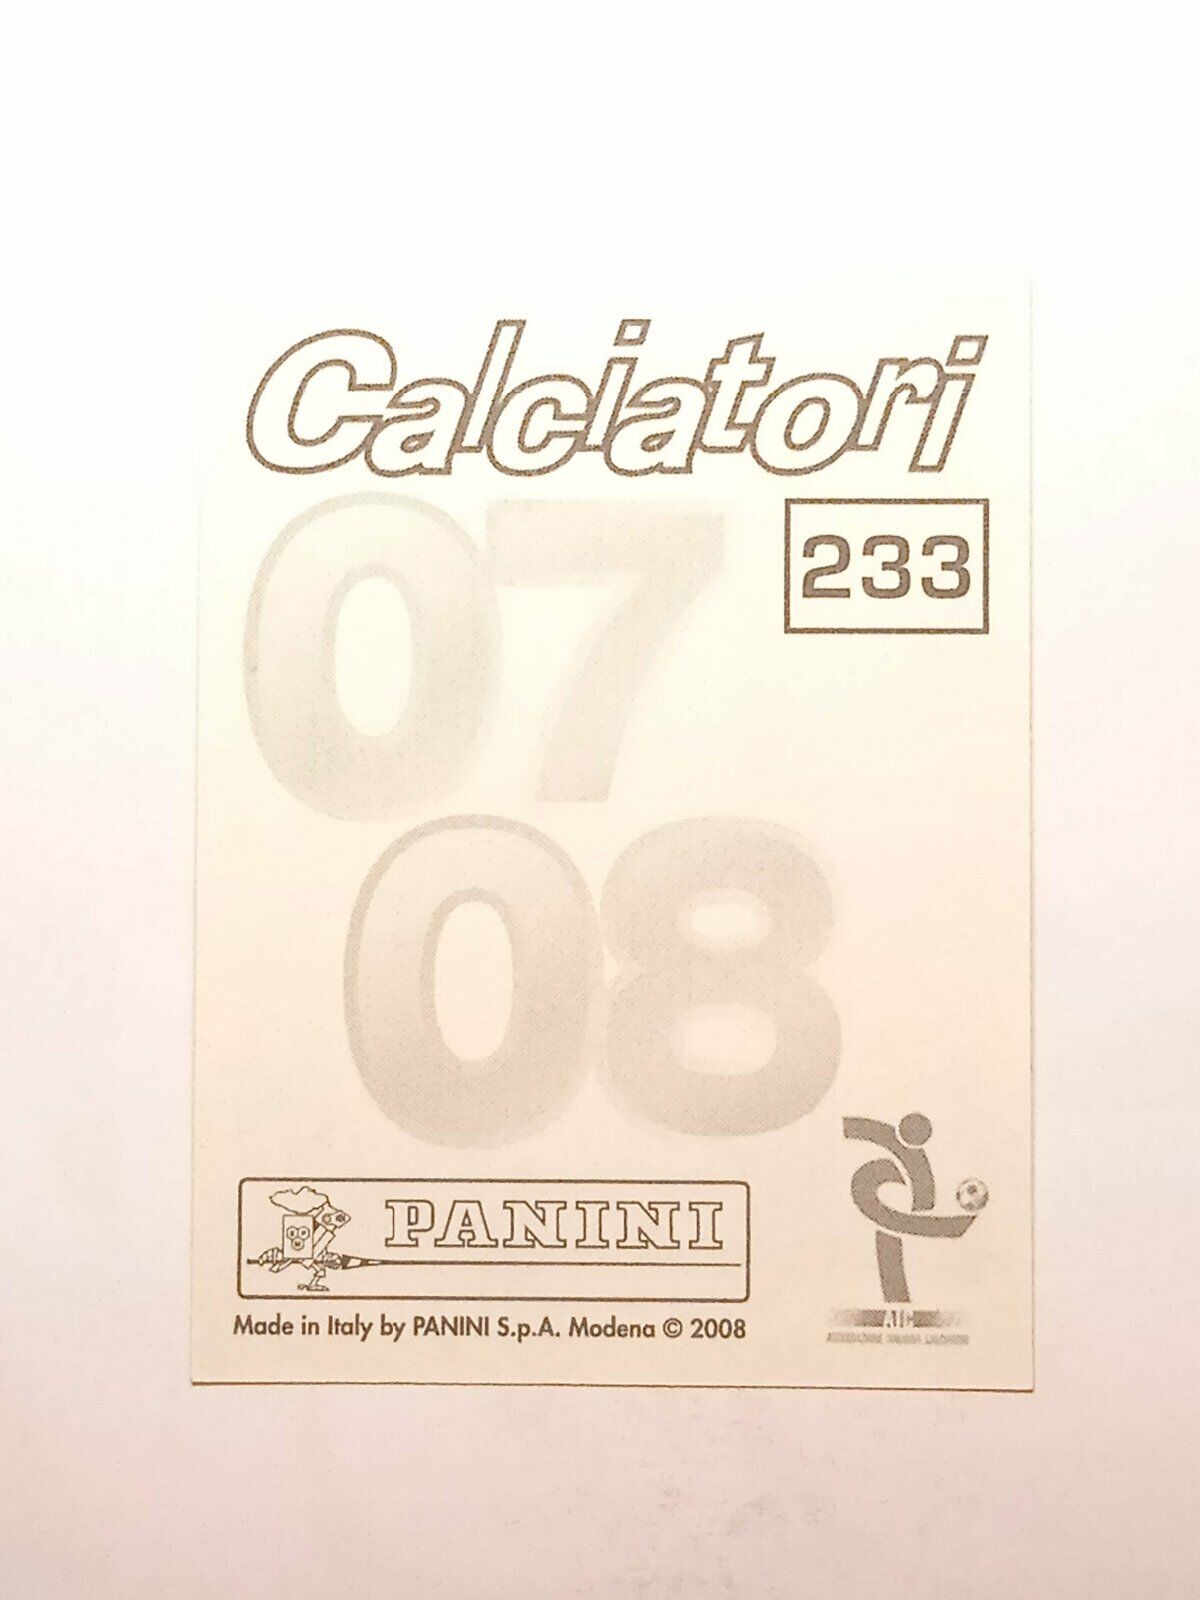 Calciatori
07
233
08
PANINI
Made in Italy by PANINI S.p.A. Modena © 2008